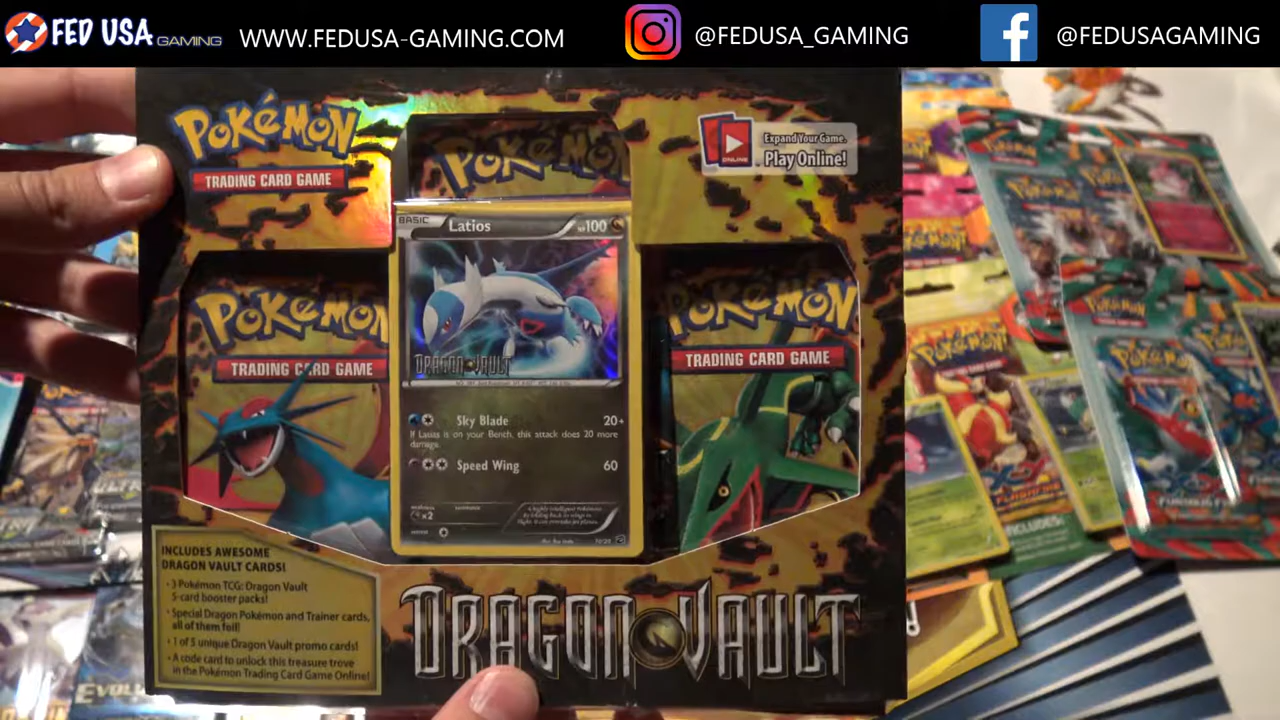 FED USA GAMING WWW.FEDUSA-GAMING.COM @FEDUSA_GAMING @FEDUSAGAMING
POKéMON
TRADING CARD GAME
POKéMON
ONLINE
Expand Your Game.
Play Online!
BASIC Latios HP100
DRAGON VAULT
Sky Blade 20+
If Latias is on your Bench, this attack does 20 more
damage.
Speed Wing 60
weakness
x2
POKéMON
TRADING CARD GAME
POKéMON
TRADING CARD GAME
INCLUDES AWESOME
DRAGON VAULT CARDS!
• 3 Pokémon TCG: Dragon Vault
5-card booster packs!
• Special Dragon Pokémon and Trainer cards,
all of them foil!
• 1 of 5 unique Dragon Vault promo cards!
• A code card to unlock this treasure trove
in the Pokémon Trading Card Game Online!
DRAGON VAULT
POKéMON
INCLUDES: